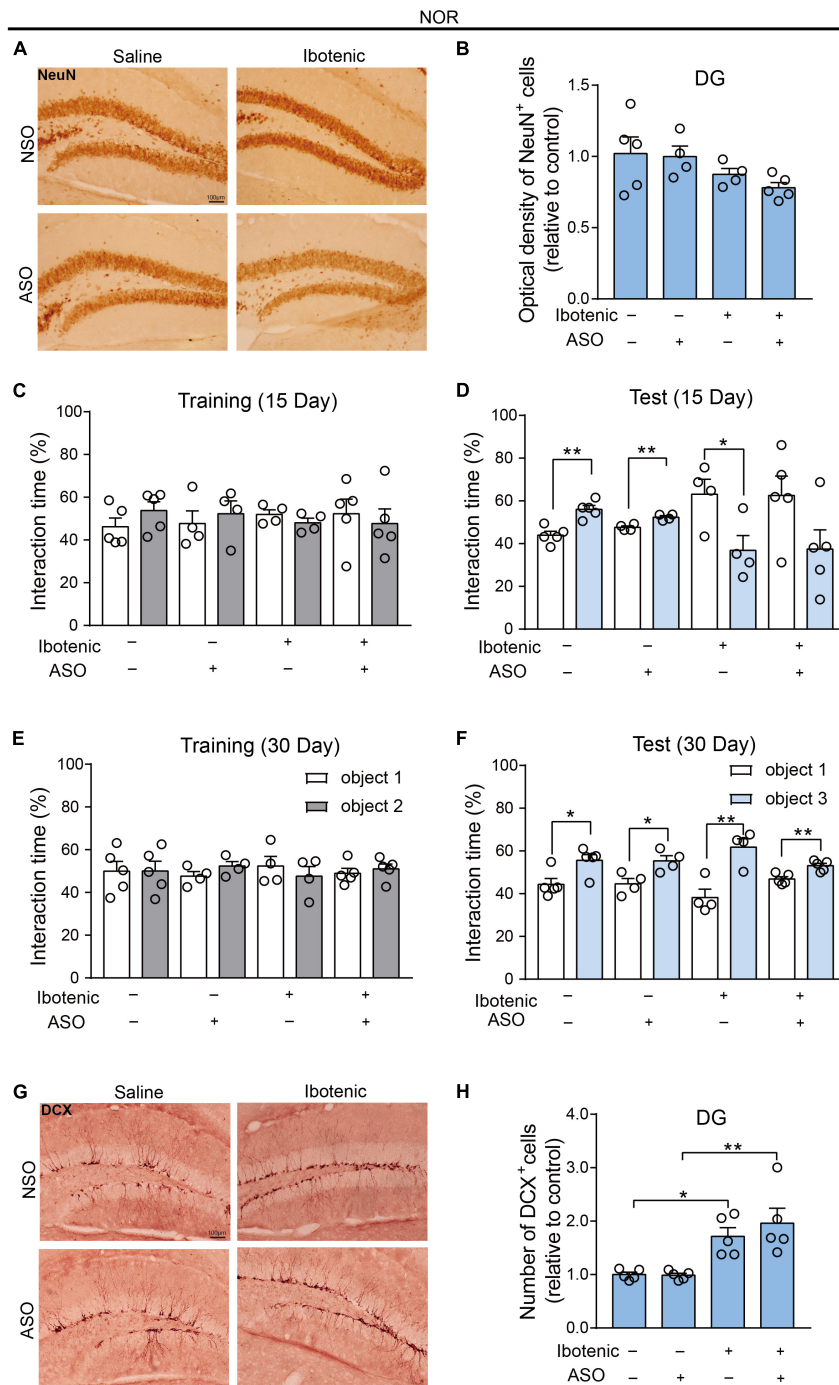 NOR
A
Saline
Ibotenic
NeuN
NSO
100μm
ASO
B
DG
Optical density of NeuN⁺ cells
(relative to control)
1.5
1.0
0.5
0.0
Ibotenic – – + +
ASO – + – +
C
Training (15 Day)
Interaction time (%)
100
80
60
40
20
0
Ibotenic – – + +
ASO – + – +
D
Test (15 Day)
Interaction time (%)
100
80
60
40
20
0
** ** *
Ibotenic – – + +
ASO – + – +
E
Training (30 Day)
object 1
object 2
Interaction time (%)
100
80
60
40
20
0
Ibotenic – – + +
ASO – + – +
F
Test (30 Day)
object 1
object 3
Interaction time (%)
100
80
60
40
20
0
* * ** **
Ibotenic – – + +
ASO – + – +
G
Saline
Ibotenic
DCX
NSO
100μm
ASO
H
DG
Number of DCX⁺cells
(relative to control)
4.0
3.0
2.0
1.0
0.0
**
*
Ibotenic – – + +
ASO – + – +